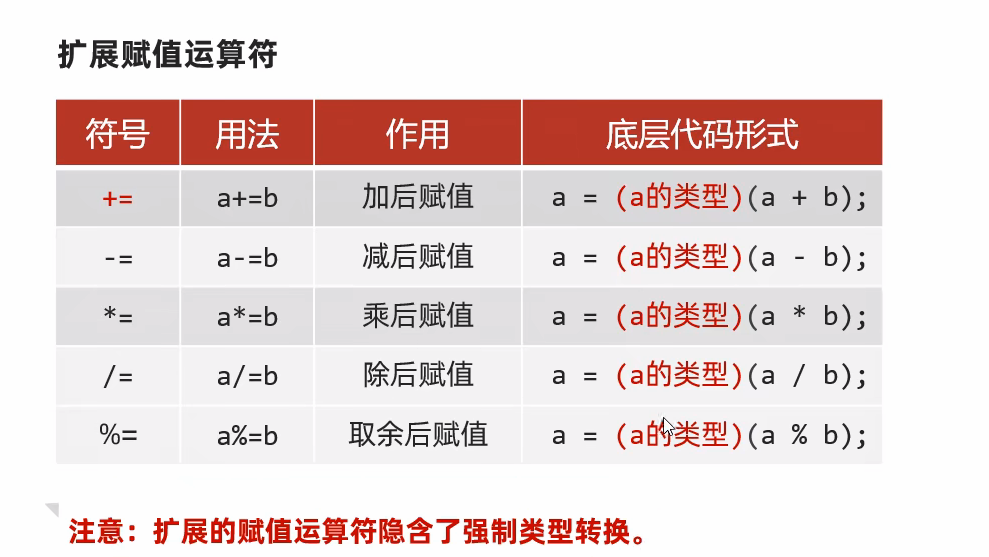 扩展赋值运算符
符号 用法 作用 底层代码形式
+= a+=b 加后赋值 a = (a的类型)(a + b);
-= a-=b 减后赋值 a = (a的类型)(a - b);
*= a*=b 乘后赋值 a = (a的类型)(a * b);
/= a/=b 除后赋值 a = (a的类型)(a / b);
%= a%=b 取余后赋值 a = (a的类型)(a % b);
注意：扩展的赋值运算符隐含了强制类型转换。